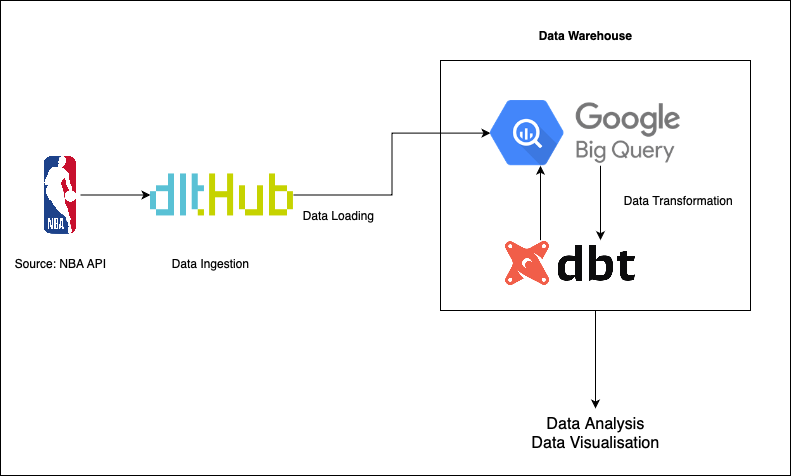 Data Warehouse
Google
Big Query
NBA
dltHub
Data Loading
Data Transformation
Source: NBA API
Data Ingestion
dbt
Data Analysis
Data Visualisation